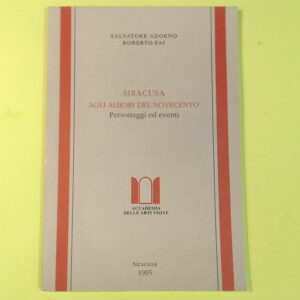 SALVATORE ADORNO
ROBERTO FAI
SIRACUSA
AGLI ALBORI DEL NOVECENTO
Personaggi ed eventi
ACCADEMIA
DELLE ARTI VISIVE
Siracusa
1995